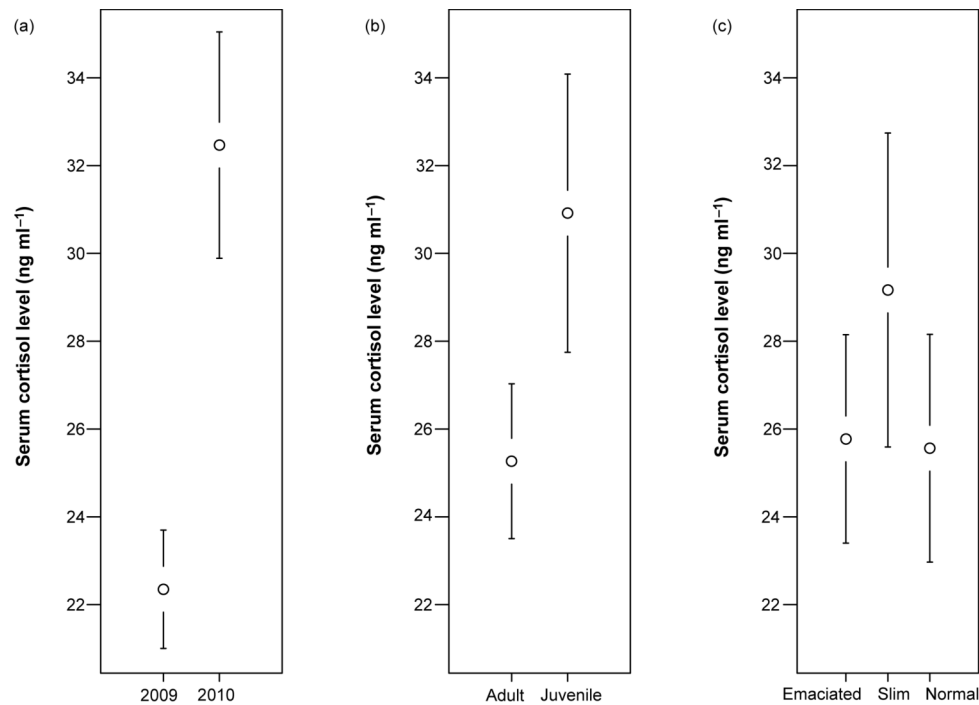 (a)
Serum cortisol level (ng ml⁻¹)
34
32
30
28
26
24
22
2009 2010
(b)
Serum cortisol level (ng ml⁻¹)
34
32
30
28
26
24
22
Adult Juvenile
(c)
Serum cortisol level (ng ml⁻¹)
34
32
30
28
26
24
22
Emaciated Slim Normal